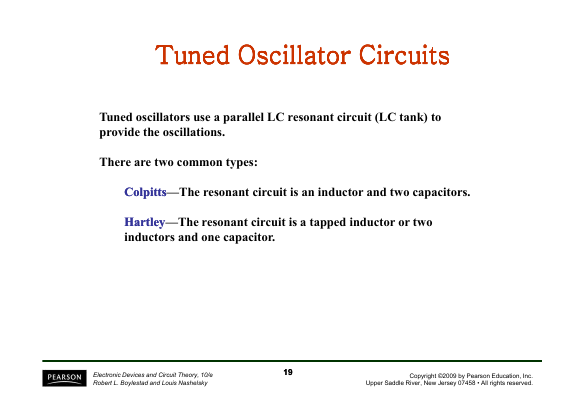 Tuned Oscillator Circuits
Tuned oscillators use a parallel LC resonant circuit (LC tank) to
provide the oscillations.
There are two common types:
Colpitts—The resonant circuit is an inductor and two capacitors.
Hartley—The resonant circuit is a tapped inductor or two
inductors and one capacitor.
PEARSON
Electronic Devices and Circuit Theory, 10/e
Robert L. Boylestad and Louis Nashelsky
19
Copyright ©2009 by Pearson Education, Inc.
Upper Saddle River, New Jersey 07458 • All rights reserved.